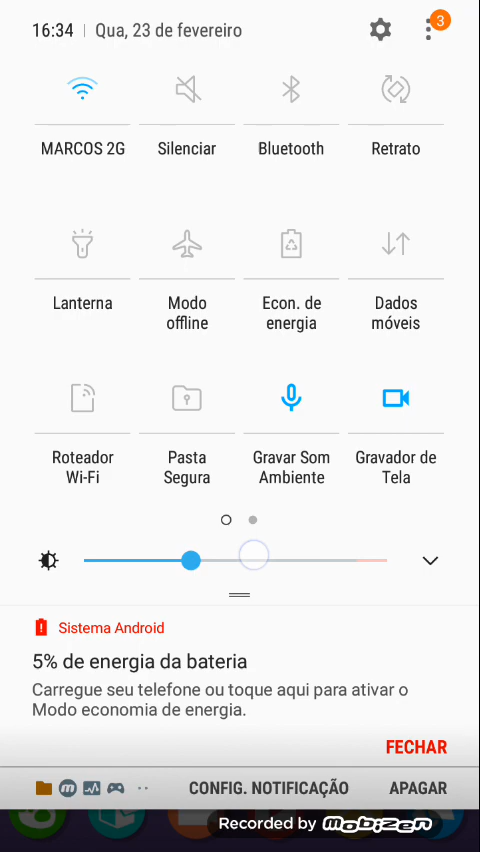 16:34 | Qua, 23 de fevereiro
3
MARCOS 2G
Silenciar
Bluetooth
Retrato
Lanterna
Modo
offline
Econ. de
energia
Dados
móveis
Roteador
Wi-Fi
Pasta
Segura
Gravar Som
Ambiente
Gravador de
Tela
Sistema Android
5% de energia da bateria
Carregue seu telefone ou toque aqui para ativar o
Modo economia de energia.
FECHAR
CONFIG. NOTIFICAÇÃO APAGAR
Recorded by mobizen